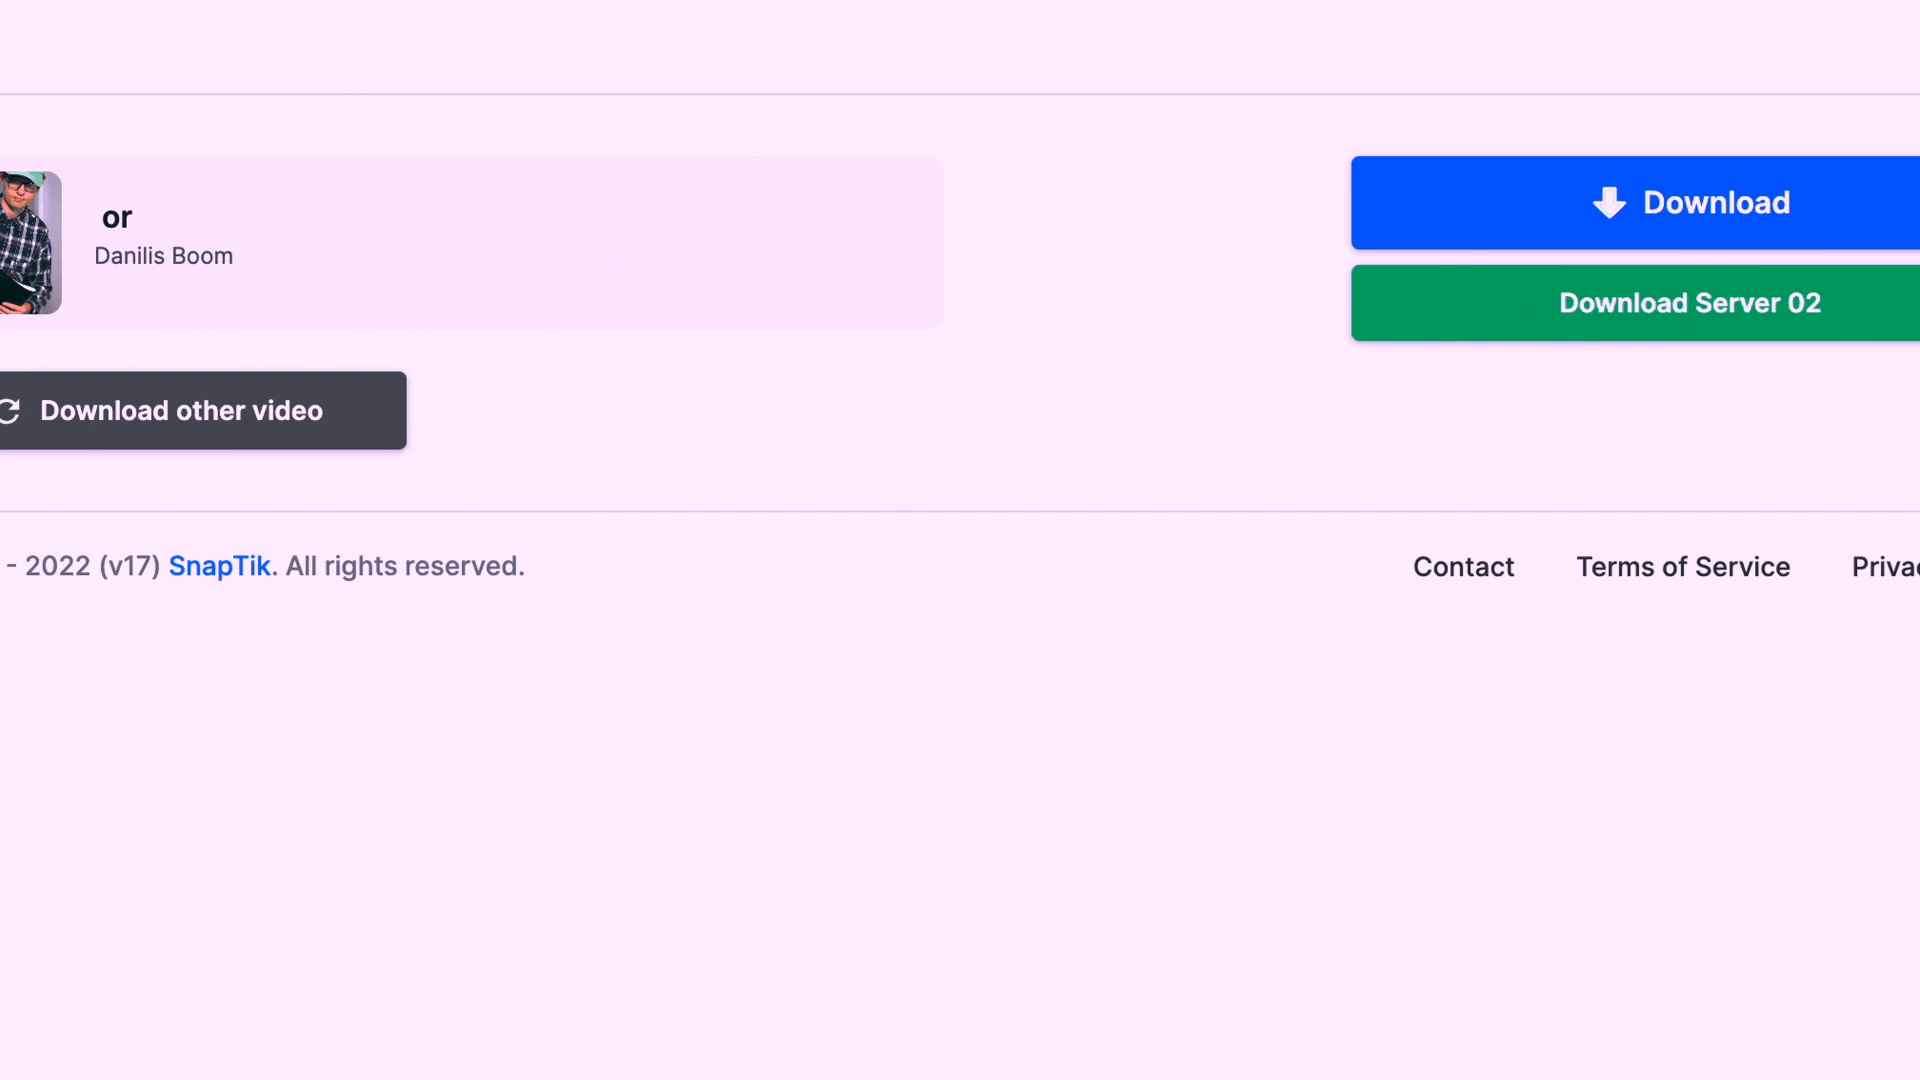 or
Danilis Boom
Download
Download Server 02
Download other video
- 2022 (v17) SnapTik. All rights reserved.
Contact
Terms of Service